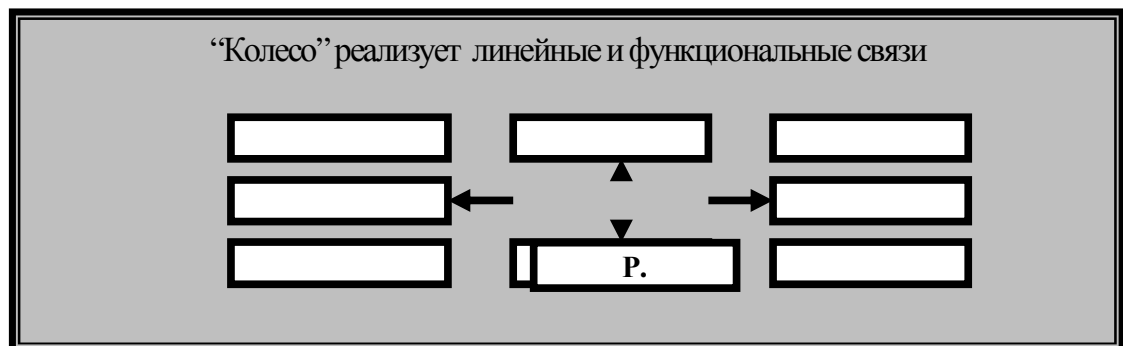 “Колесо” реализует линейные и функциональные связи
Р.